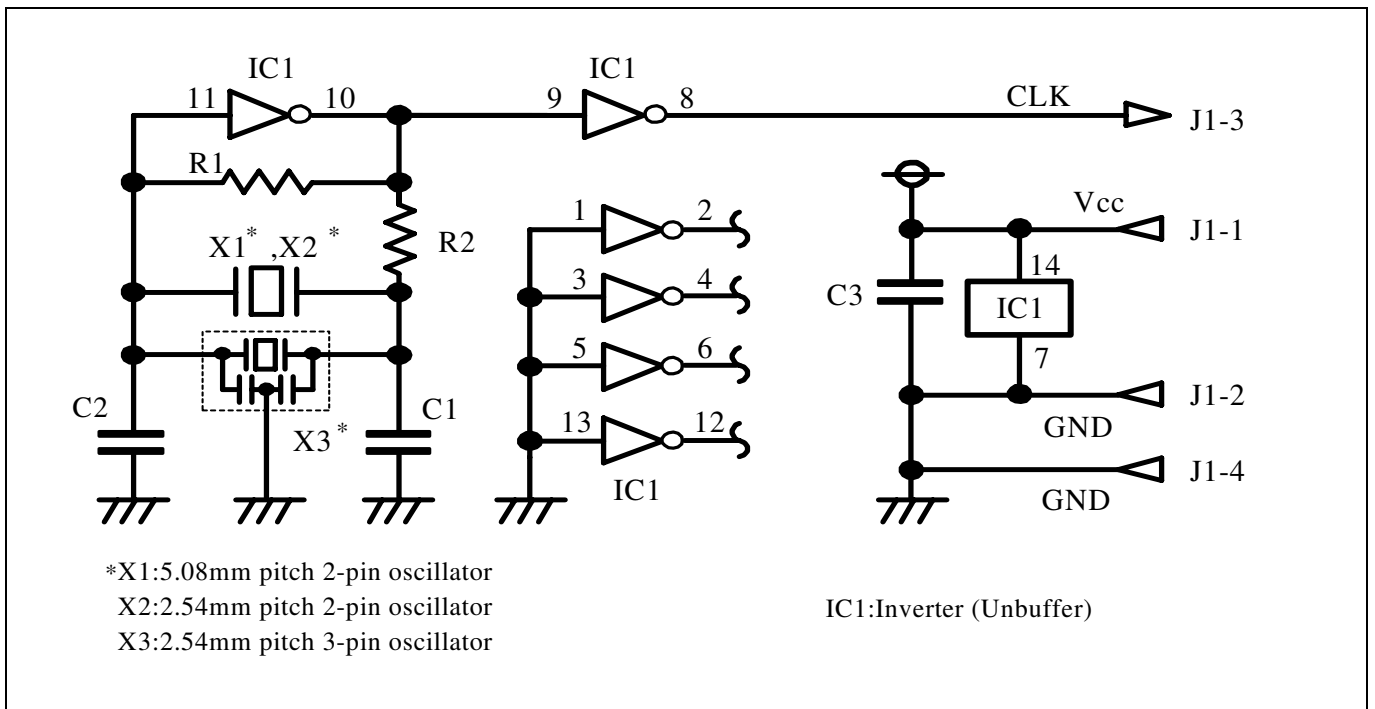 IC1
IC1
11
10
9
8
CLK
J1-3
R1
R2
X1* ,X2 *
1
2
3
4
5
6
13
12
IC1
Vcc
J1-1
14
IC1
7
C3
J1-2
GND
J1-4
GND
C2
C1
X3*
*X1:5.08mm pitch 2-pin oscillator
X2:2.54mm pitch 2-pin oscillator
X3:2.54mm pitch 3-pin oscillator
IC1:Inverter (Unbuffer)